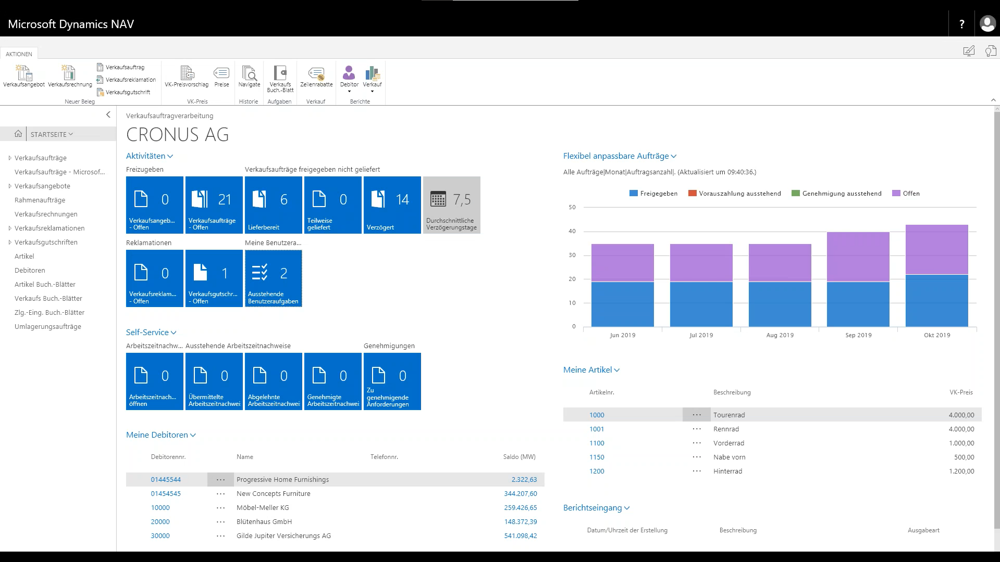 Microsoft Dynamics NAV
?
AKTIONEN
Verkaufsangebot
Verkaufsrechnung
Verkaufsauftrag
Verkaufsreklamation
Verkaufsgutschrift
Neuer Beleg
VK-Preisvorschlag
Preise
VK-Preis
Navigate
Historie
Verkaufs
Buch.-Blatt
Aufgaben
Zeilenrabatte
Verkauf
Debitor
Verkauf
Berichte
STARTSEITE
Verkaufsaufträge
Verkaufsaufträge - Microsof...
Verkaufsangebote
Rahmenaufträge
Verkaufsrechnungen
Verkaufsreklamationen
Verkaufsgutschriften
Artikel
Debitoren
Artikel Buch.-Blätter
Verkaufs Buch.-Blätter
Zlg.-Eing. Buch.-Blätter
Umlagerungsaufträge
Verkaufsauftragverarbeitung
CRONUS AG
Aktivitäten
Freizugeben
Verkaufsaufträge freigegeben nicht geliefert
0
Verkaufsangeb...
- Offen
21
Verkaufsaufträge
- Offen
6
Lieferbereit
0
Teilweise
geliefert
14
Verzögert
7,5
Durchschnittliche
Verzögerungstage
Reklamationen
Meine Benutzera...
0
Verkaufsreklam...
- Offen
1
Verkaufsgutschr...
- Offen
2
Ausstehende
Benutzeraufgaben
Self-Service
Arbeitszeitnachw...
Ausstehende Arbeitszeitnachweise
Genehmigungen
0
Arbeitszeitnach...
öffnen
0
Übermittelte
Arbeitszeitnachwei
0
Abgelehnte
Arbeitszeitnachwei
0
Genehmigte
Arbeitszeitnachwei
0
Zu
genehmigende
Anforderungen
Meine Debitoren
Debitorennr. Name Telefonnr. Saldo (MW)
01445544 ... Progressive Home Furnishings 2.322,63
01454545 ... New Concepts Furniture 344.207,60
10000 ... Möbel-Meller KG 259.426,65
20000 ... Blütenhaus GmbH 148.372,39
30000 ... Gilde Jupiter Versicherungs AG 541.098,42
Flexibel anpassbare Aufträge
Alle Aufträge|Monat|Auftragsanzahl|. (Aktualisiert um 09:40:36.)
Freigegeben Vorauszahlung ausstehend Genehmigung ausstehend Offen
50
40
30
20
10
0
Jun 2019 Jul 2019 Aug 2019 Sep 2019 Okt 2019
Meine Artikel
Artikelnr. Beschreibung VK-Preis
1000 ... Tourenrad 4.000,00
1001 ... Rennrad 4.000,00
1100 ... Vorderrad 1.000,00
1150 ... Nabe vorn 500,00
1200 ... Hinterrad 1.200,00
Berichtseingang
Datum/Uhrzeit der Erstellung Beschreibung Ausgabeart